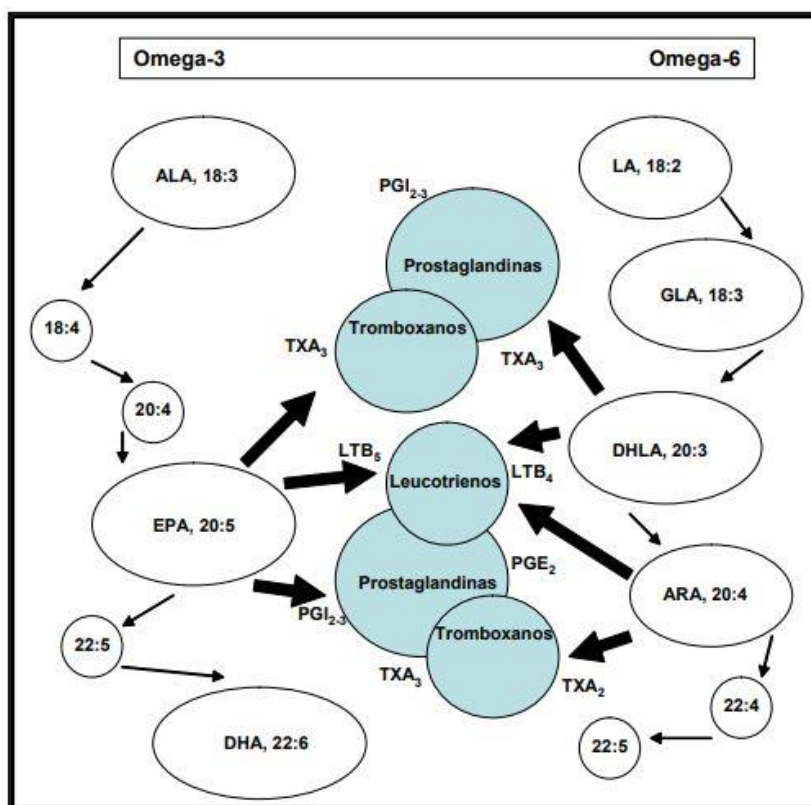 Omega-3 Omega-6
ALA, 18:3
LA, 18:2
PGI2-3
Prostaglandinas
GLA, 18:3
18:4
Tromboxanos
TXA3
TXA3
20:4
LTB5
DHLA, 20:3
Leucotrienos
LTB4
EPA, 20:5
PGE2
Prostaglandinas
ARA, 20:4
PGI2-3
Tromboxanos
22:5
TXA3
TXA2
22:4
DHA, 22:6
22:5